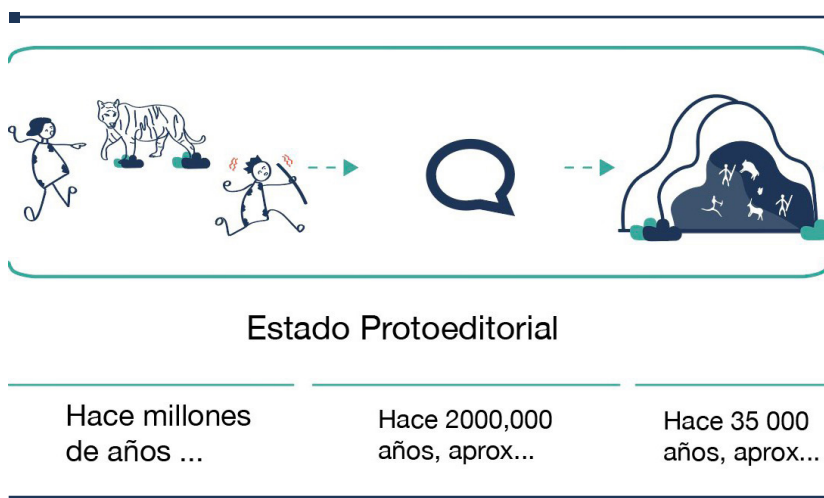 Estado Protoeditorial
Hace millones
de años ...
Hace 2000,000
años, aprox...
Hace 35 000
años, aprox...